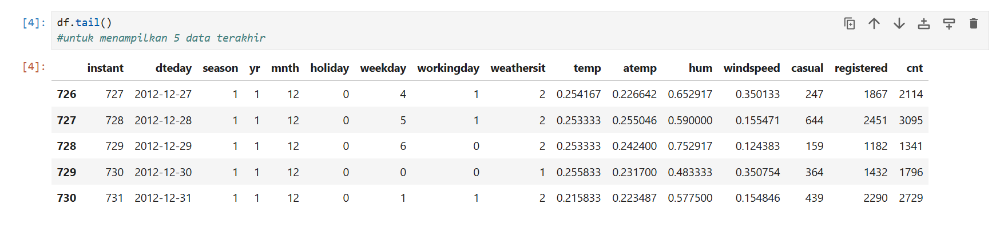 [4]: df.tail()
#untuk menampilkan 5 data terakhir
[4]: instant dteday season yr mnth holiday weekday workingday weathersit temp atemp hum windspeed casual registered cnt
726 727 2012-12-27 1 1 12 0 4 1 2 0.254167 0.226642 0.652917 0.350133 247 1867 2114
727 728 2012-12-28 1 1 12 0 5 1 2 0.253333 0.255046 0.590000 0.155471 644 2451 3095
728 729 2012-12-29 1 1 12 0 6 0 2 0.253333 0.242400 0.752917 0.124383 159 1182 1341
729 730 2012-12-30 1 1 12 0 0 0 1 0.255833 0.231700 0.483333 0.350754 364 1432 1796
730 731 2012-12-31 1 1 12 0 1 1 2 0.215833 0.223487 0.577500 0.154846 439 2290 2729